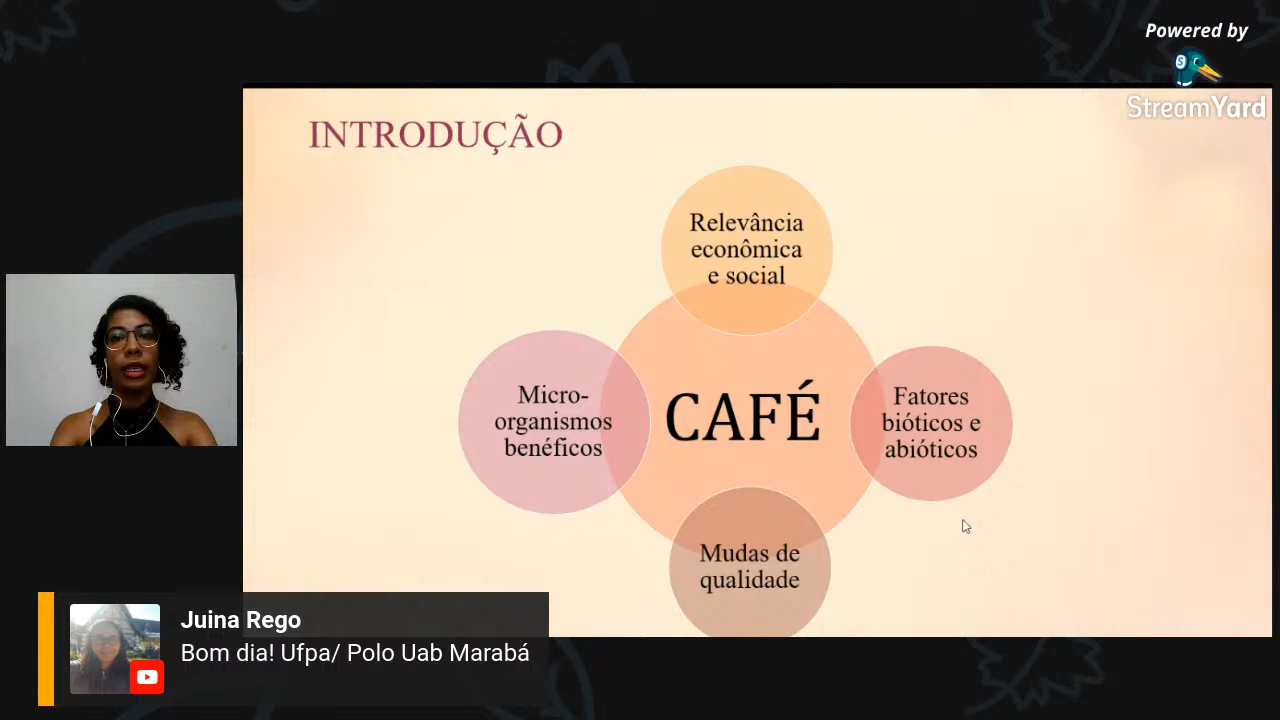 Powered by
StreamYard
INTRODUÇÃO
Relevância
econômica
e social
Micro-
organismos
benéficos
CAFÉ
Fatores
bióticos e
abióticos
Mudas de
qualidade
Juina Rego
Bom dia! Ufpa/ Polo Uab Marabá